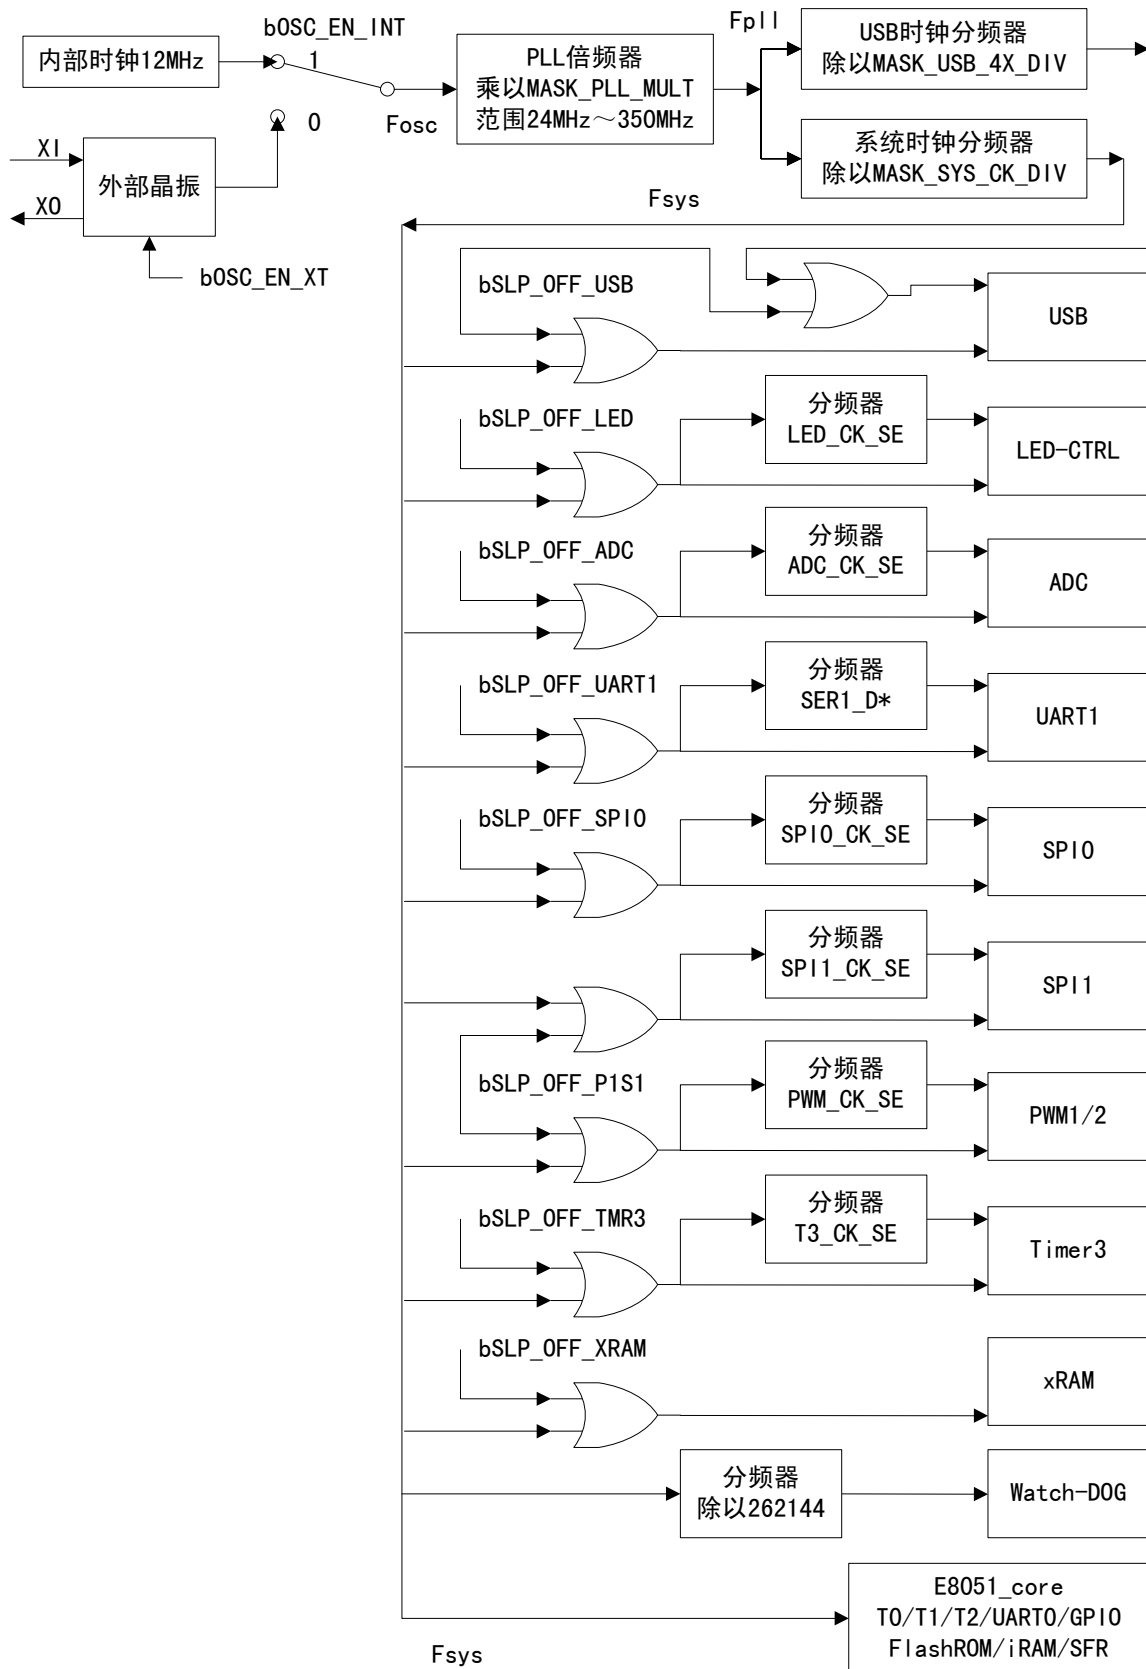 bOSC_EN_INT
内部时钟12MHz
1
0
Fosc
PLL倍频器
乘以MASK_PLL_MULT
范围24MHz～350MHz
Fpll
USB时钟分频器
除以MASK_USB_4X_DIV
系统时钟分频器
除以MASK_SYS_CK_DIV
XI
XO
外部晶振
bOSC_EN_XT
Fsys
bSLP_OFF_USB
USB
bSLP_OFF_LED
分频器
LED_CK_SE
LED-CTRL
bSLP_OFF_ADC
分频器
ADC_CK_SE
ADC
bSLP_OFF_UART1
分频器
SER1_D*
UART1
bSLP_OFF_SPI0
分频器
SPI0_CK_SE
SPI0
分频器
SPI1_CK_SE
SPI1
bSLP_OFF_P1S1
分频器
PWM_CK_SE
PWM1/2
bSLP_OFF_TMR3
分频器
T3_CK_SE
Timer3
bSLP_OFF_XRAM
xRAM
分频器
除以262144
Watch-DOG
E8051_core
T0/T1/T2/UART0/GPIO
FlashROM/iRAM/SFR
Fsys